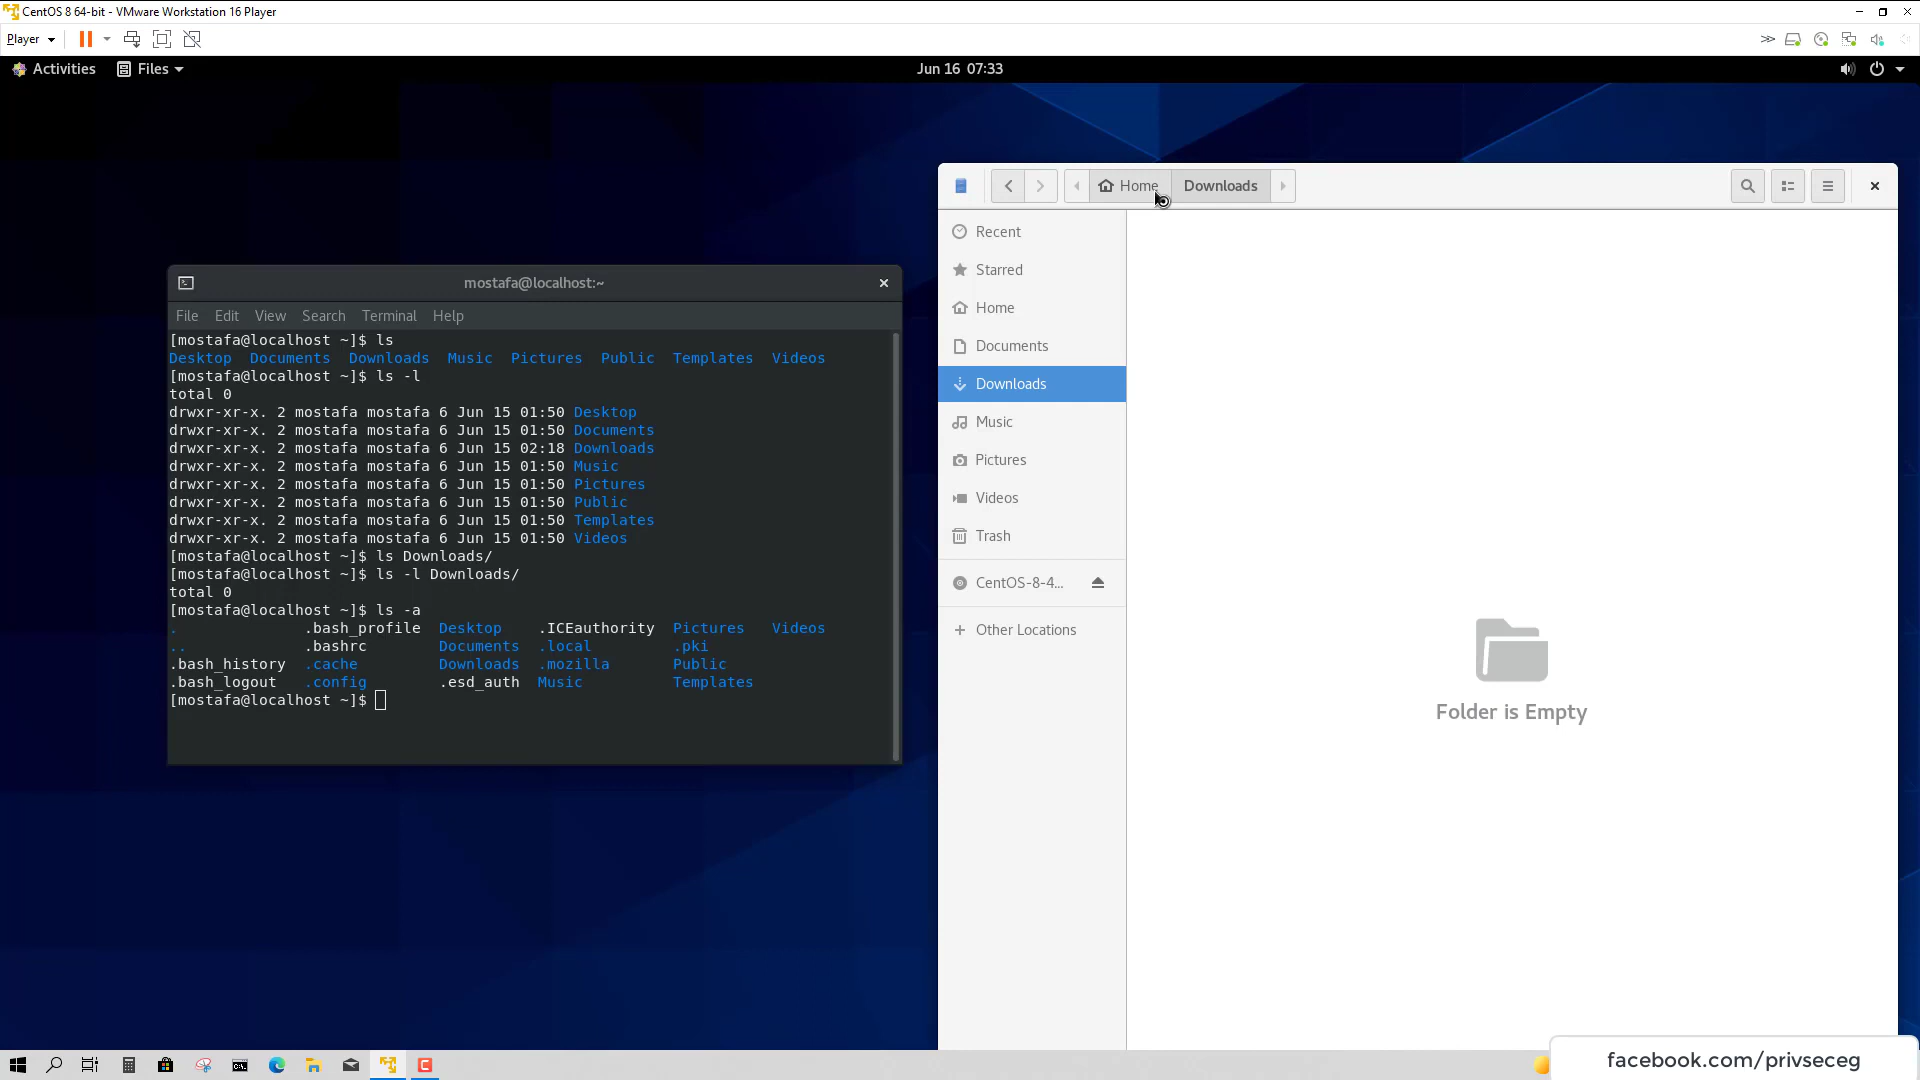 CentOS 8 64-bit - VMware Workstation 16 Player
Player
Activities
Files
Jun 16 07:33
Home
Downloads
Recent
Starred
Home
Documents
Downloads
Music
Pictures
Videos
Trash
CentOS-8-4...
Other Locations
Folder is Empty
mostafa@localhost:~
File Edit View Search Terminal Help
[mostafa@localhost ~]$ ls
Desktop Documents Downloads Music Pictures Public Templates Videos
[mostafa@localhost ~]$ ls -l
total 0
drwxr-xr-x. 2 mostafa mostafa 6 Jun 15 01:50 Desktop
drwxr-xr-x. 2 mostafa mostafa 6 Jun 15 01:50 Documents
drwxr-xr-x. 2 mostafa mostafa 6 Jun 15 02:18 Downloads
drwxr-xr-x. 2 mostafa mostafa 6 Jun 15 01:50 Music
drwxr-xr-x. 2 mostafa mostafa 6 Jun 15 01:50 Pictures
drwxr-xr-x. 2 mostafa mostafa 6 Jun 15 01:50 Public
drwxr-xr-x. 2 mostafa mostafa 6 Jun 15 01:50 Templates
drwxr-xr-x. 2 mostafa mostafa 6 Jun 15 01:50 Videos
[mostafa@localhost ~]$ ls Downloads/
[mostafa@localhost ~]$ ls -l Downloads/
total 0
[mostafa@localhost ~]$ ls -a
. .bash_profile Desktop .ICEauthority Pictures Videos
.. .bashrc Documents .local .pki
.bash_history .cache Downloads .mozilla Public
.bash_logout .config .esd_auth Music Templates
[mostafa@localhost ~]$
facebook.com/privseceg